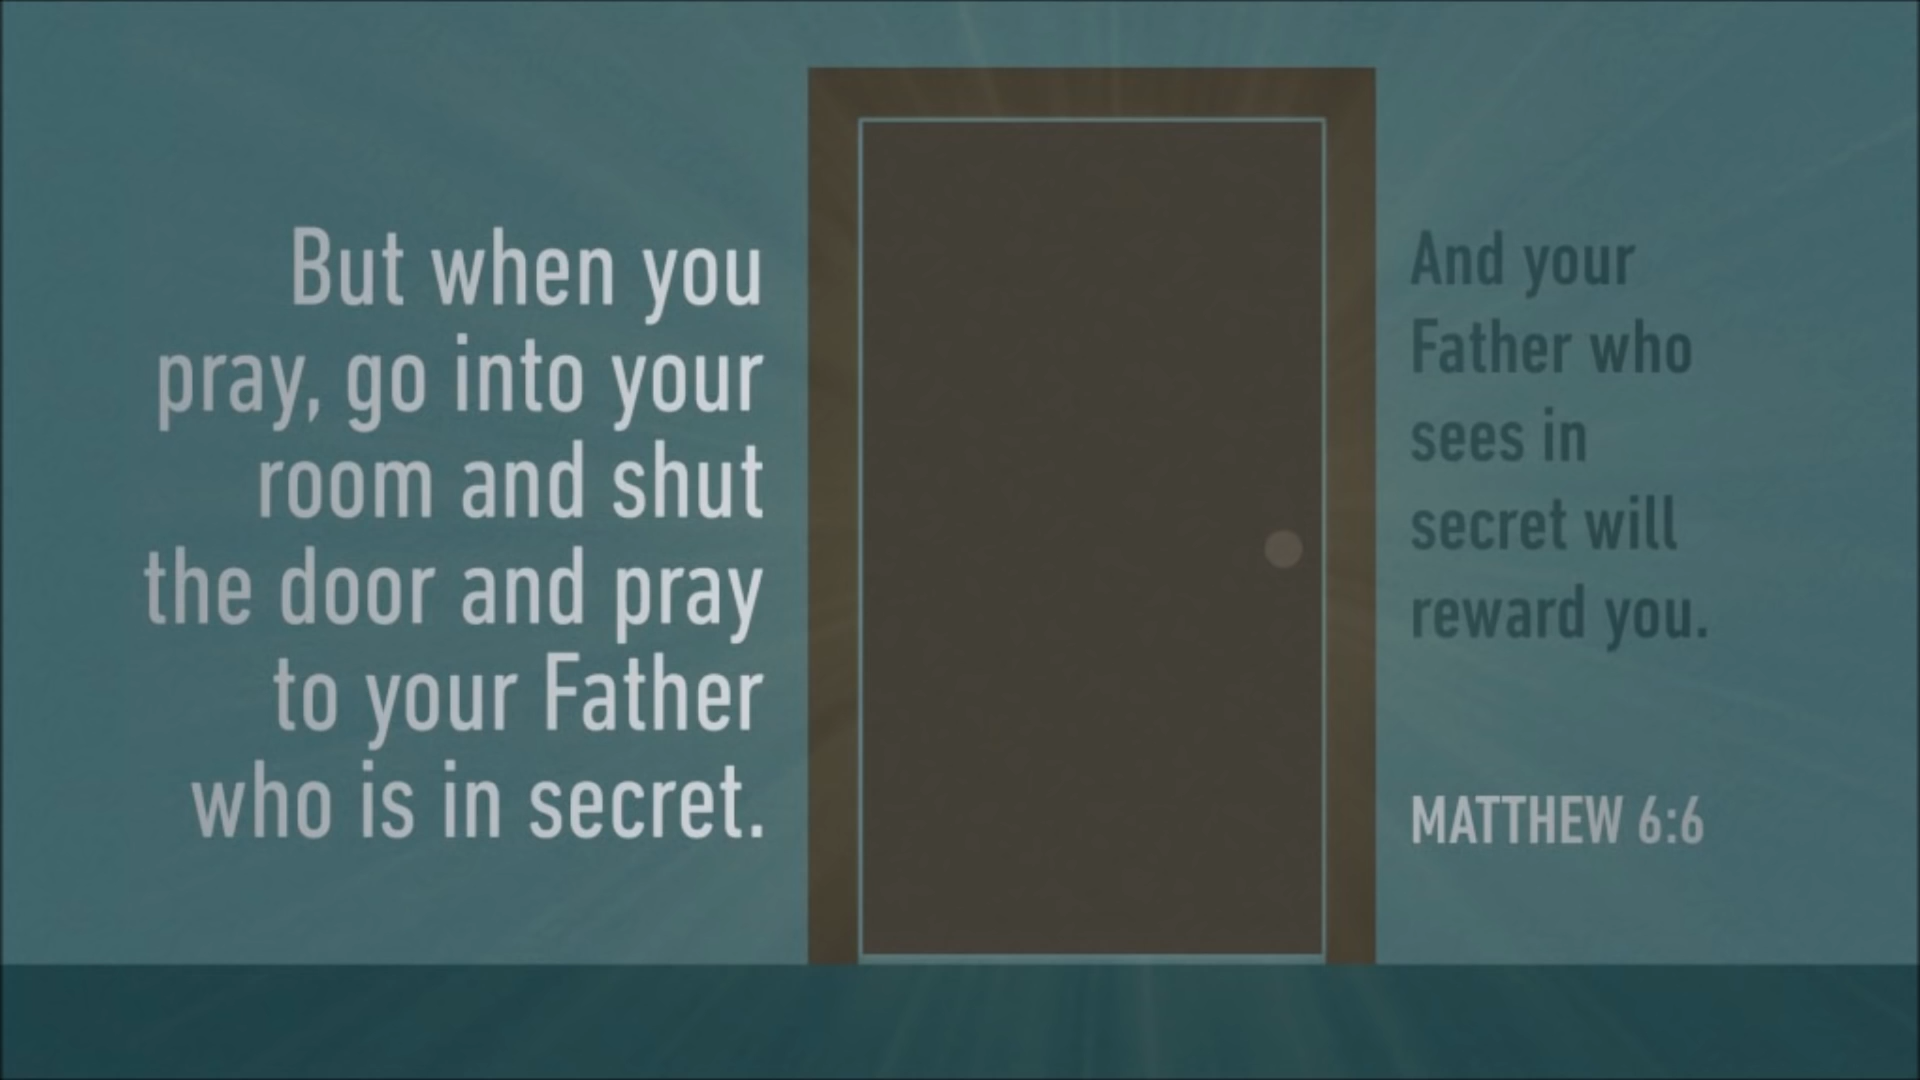 But when you
pray, go into your
room and shut
the door and pray
to your Father
who is in secret.
And your
Father who
sees in
secret will
reward you.
MATTHEW 6:6